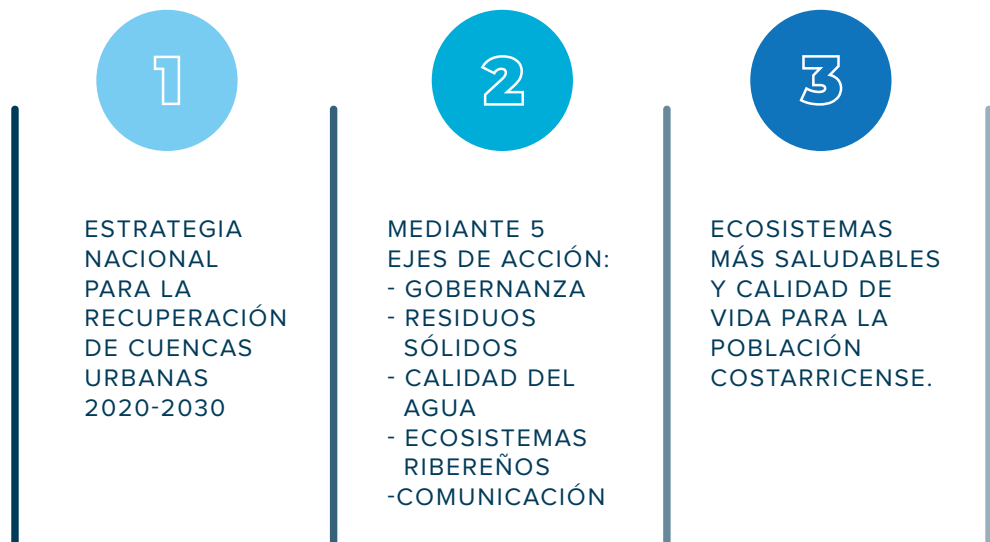 1
ESTRATEGIA
NACIONAL
PARA LA
RECUPERACIÓN
DE CUENCAS
URBANAS
2020-2030
2
MEDIANTE 5
EJES DE ACCIÓN:
- GOBERNANZA
- RESIDUOS
SÓLIDOS
- CALIDAD DEL
AGUA
- ECOSISTEMAS
RIBEREÑOS
-COMUNICACIÓN
3
ECOSISTEMAS
MÁS SALUDABLES
Y CALIDAD DE
VIDA PARA LA
POBLACIÓN
COSTARRICENSE.